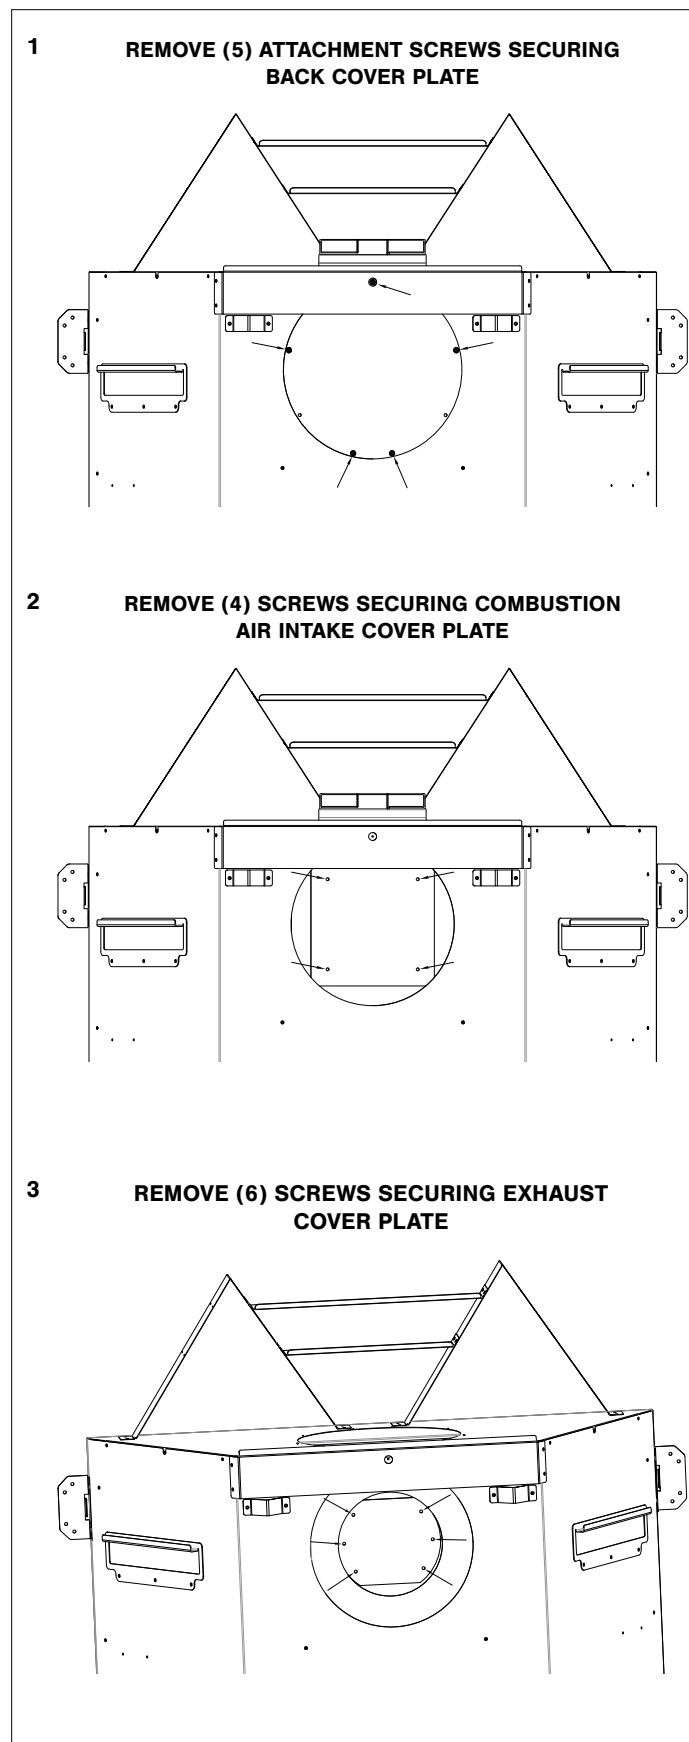 1
REMOVE (5) ATTACHMENT SCREWS SECURING
BACK COVER PLATE
2
REMOVE (4) SCREWS SECURING COMBUSTION
AIR INTAKE COVER PLATE
3
REMOVE (6) SCREWS SECURING EXHAUST
COVER PLATE